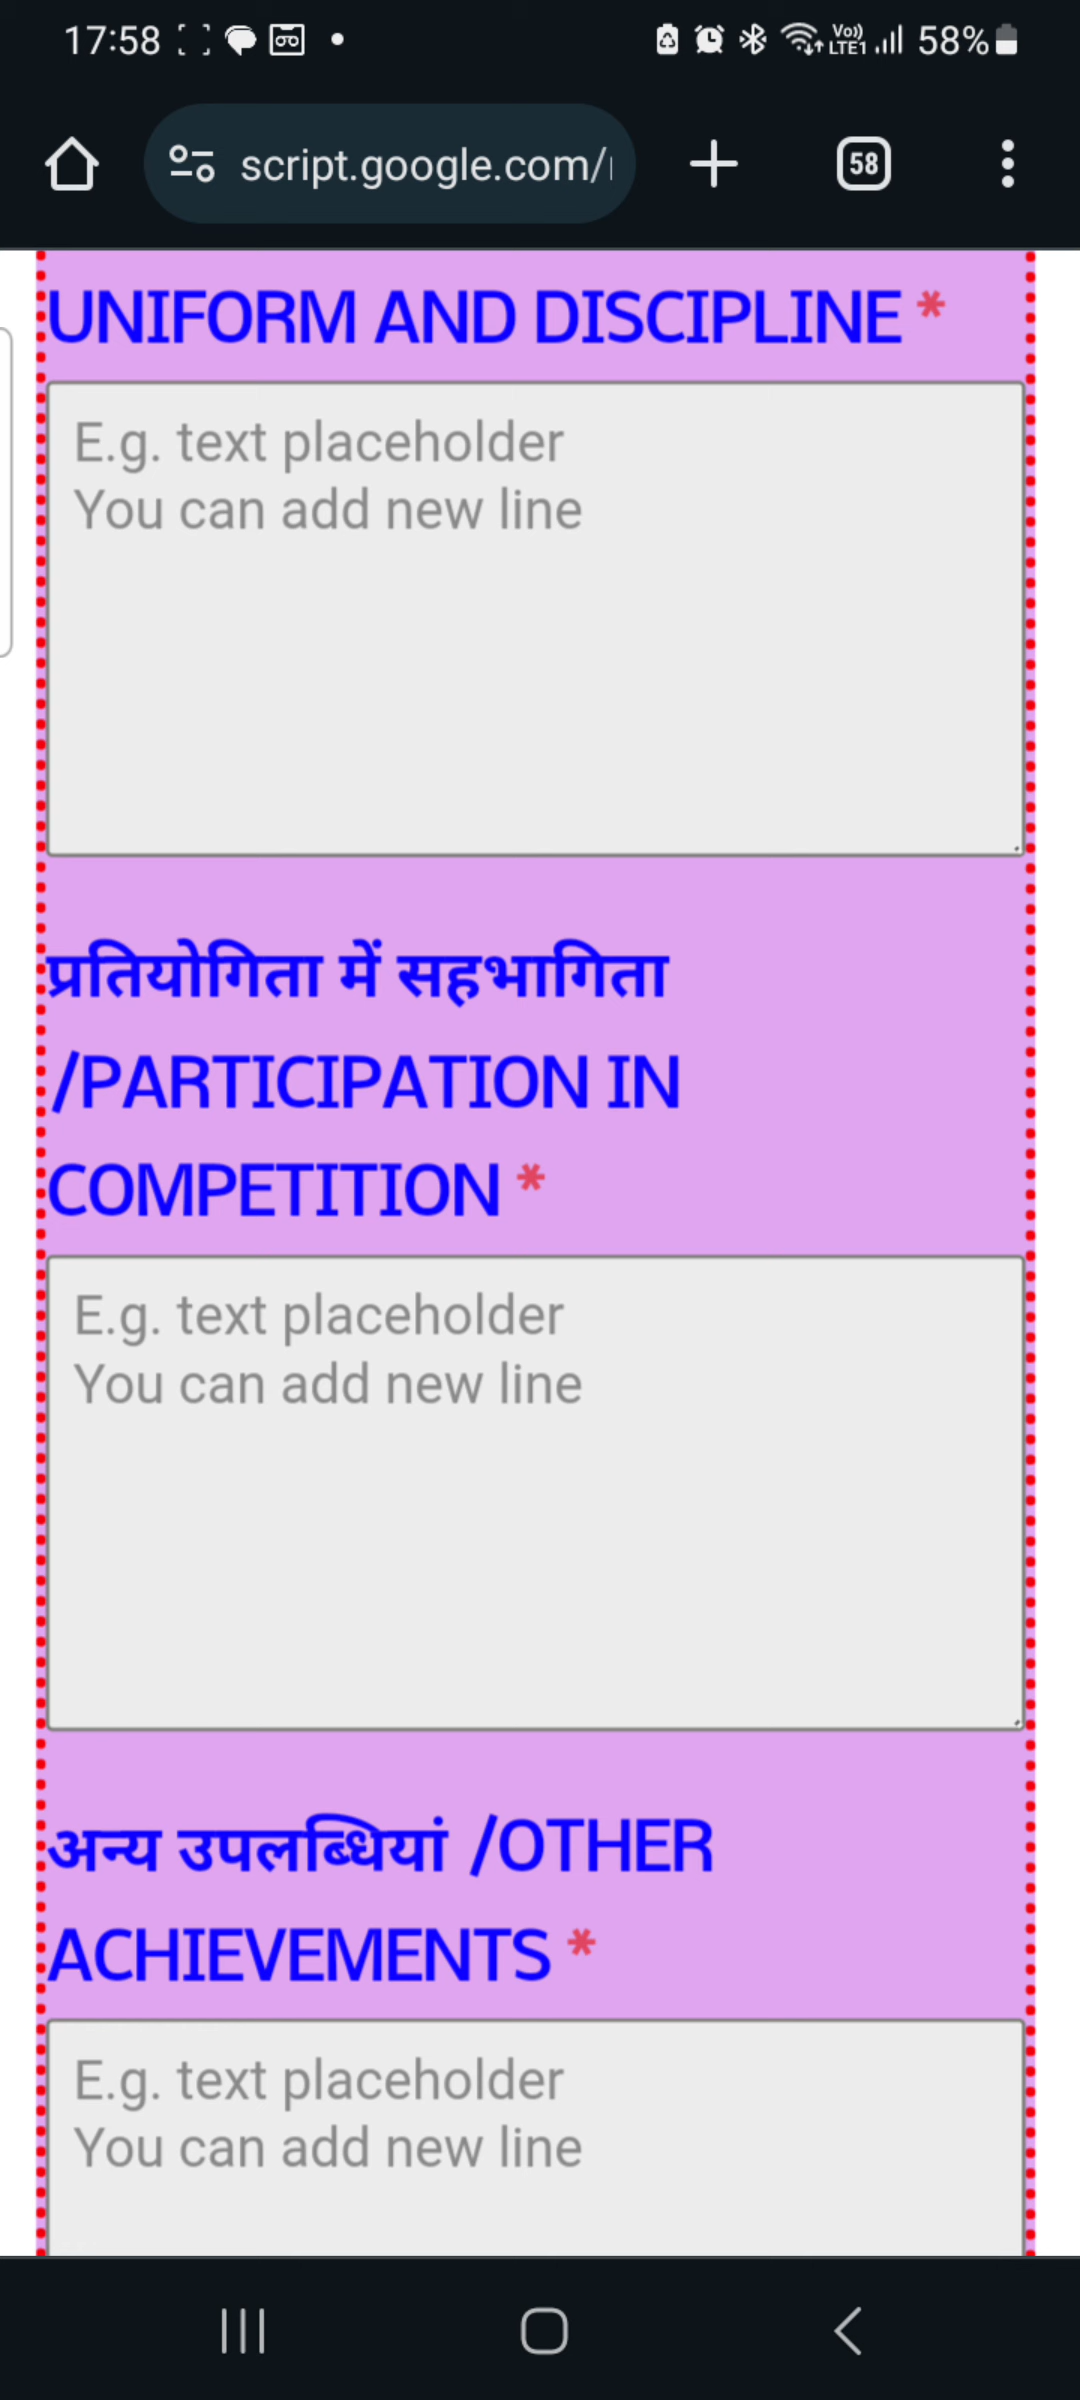 17:58
Vo))
LTE1
58%
script.google.com/
58
UNIFORM AND DISCIPLINE *
E.g. text placeholder
You can add new line
प्रतियोगिता में सहभागिता
/PARTICIPATION IN
COMPETITION *
E.g. text placeholder
You can add new line
अन्य उपलब्धियां /OTHER
ACHIEVEMENTS *
E.g. text placeholder
You can add new line